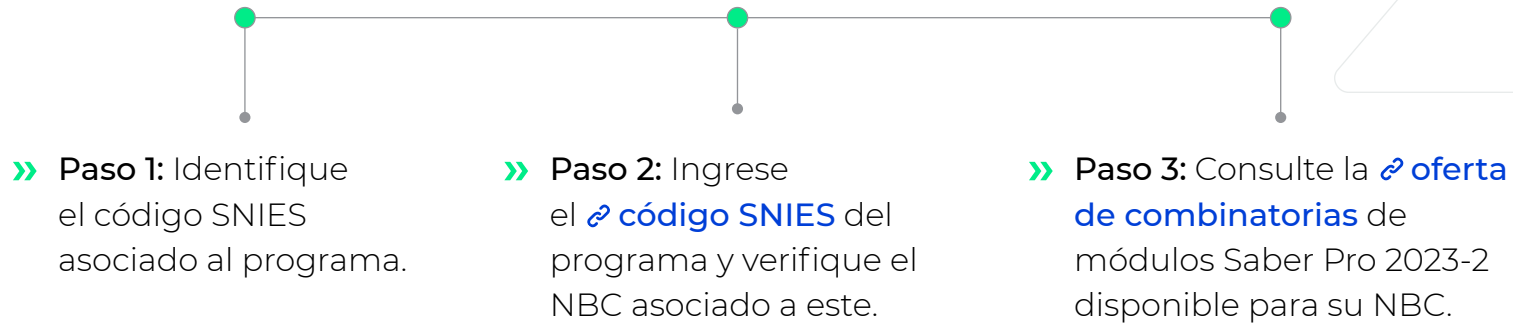 » Paso 1: Identifique
el código SNIES
asociado al programa.
» Paso 2: Ingrese
el código SNIES del
programa y verifique el
NBC asociado a este.
» Paso 3: Consulte la oferta
de combinatorias de
módulos Saber Pro 2023-2
disponible para su NBC.